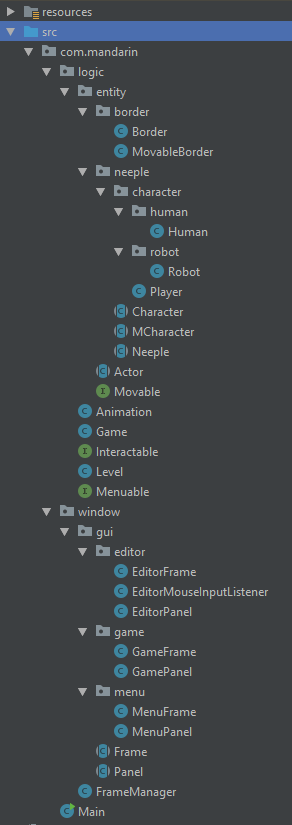 resources
src
com.mandarin
logic
entity
border
Border
MovableBorder
neeple
character
human
Human
robot
Robot
Player
Character
MCharacter
Neeple
Actor
Movable
Animation
Game
Interactable
Level
Menuable
window
gui
editor
EditorFrame
EditorMouseInputListener
EditorPanel
game
GameFrame
GamePanel
menu
MenuFrame
MenuPanel
Frame
Panel
FrameManager
Main